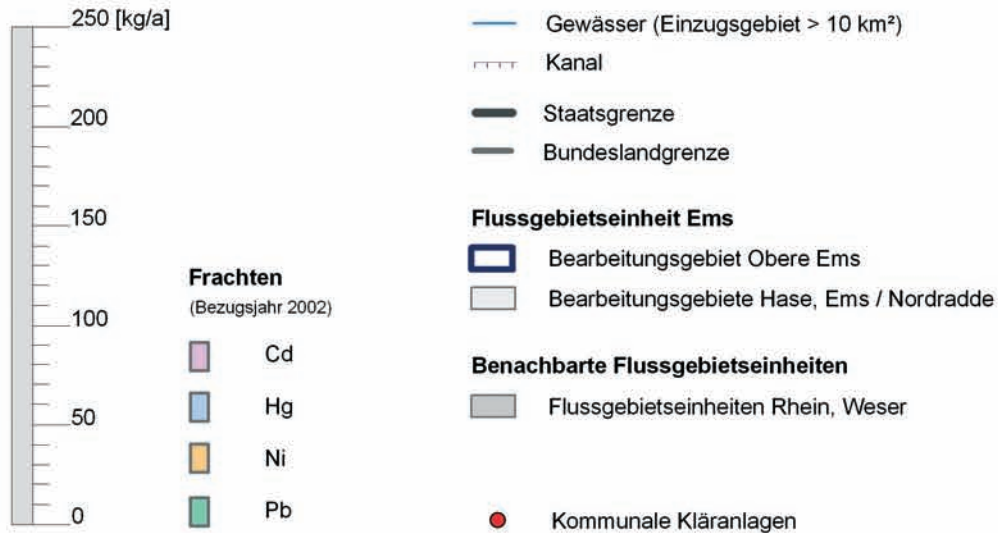 250 [kg/a]
200
150
100
50
0
Frachten
(Bezugsjahr 2002)
Cd
Hg
Ni
Pb
Gewässer (Einzugsgebiet > 10 km²)
Kanal
Staatsgrenze
Bundeslandgrenze
Flussgebietseinheit Ems
Bearbeitungsgebiet Obere Ems
Bearbeitungsgebiete Hase, Ems / Nordradde
Benachbarte Flussgebietseinheiten
Flussgebietseinheiten Rhein, Weser
Kommunale Kläranlagen